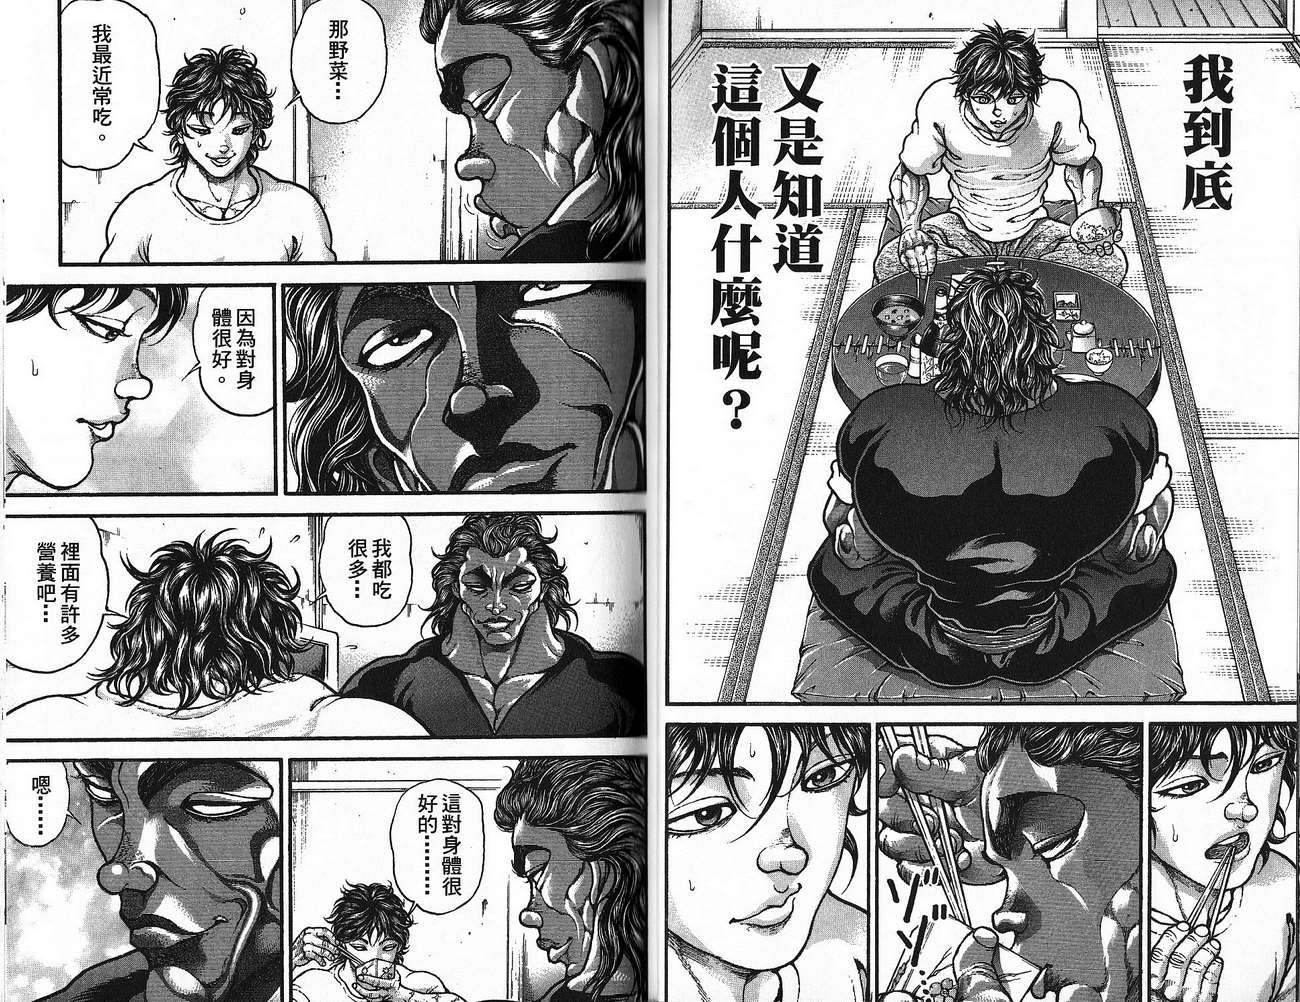 我到底
又是知道
這個人什麼呢？
ゾゾ
那野菜…
我最近常吃。
因為對身
體很好。
我都吃
很多…
裡面有許多
營養吧…
這對身體很
好的………
嗯……